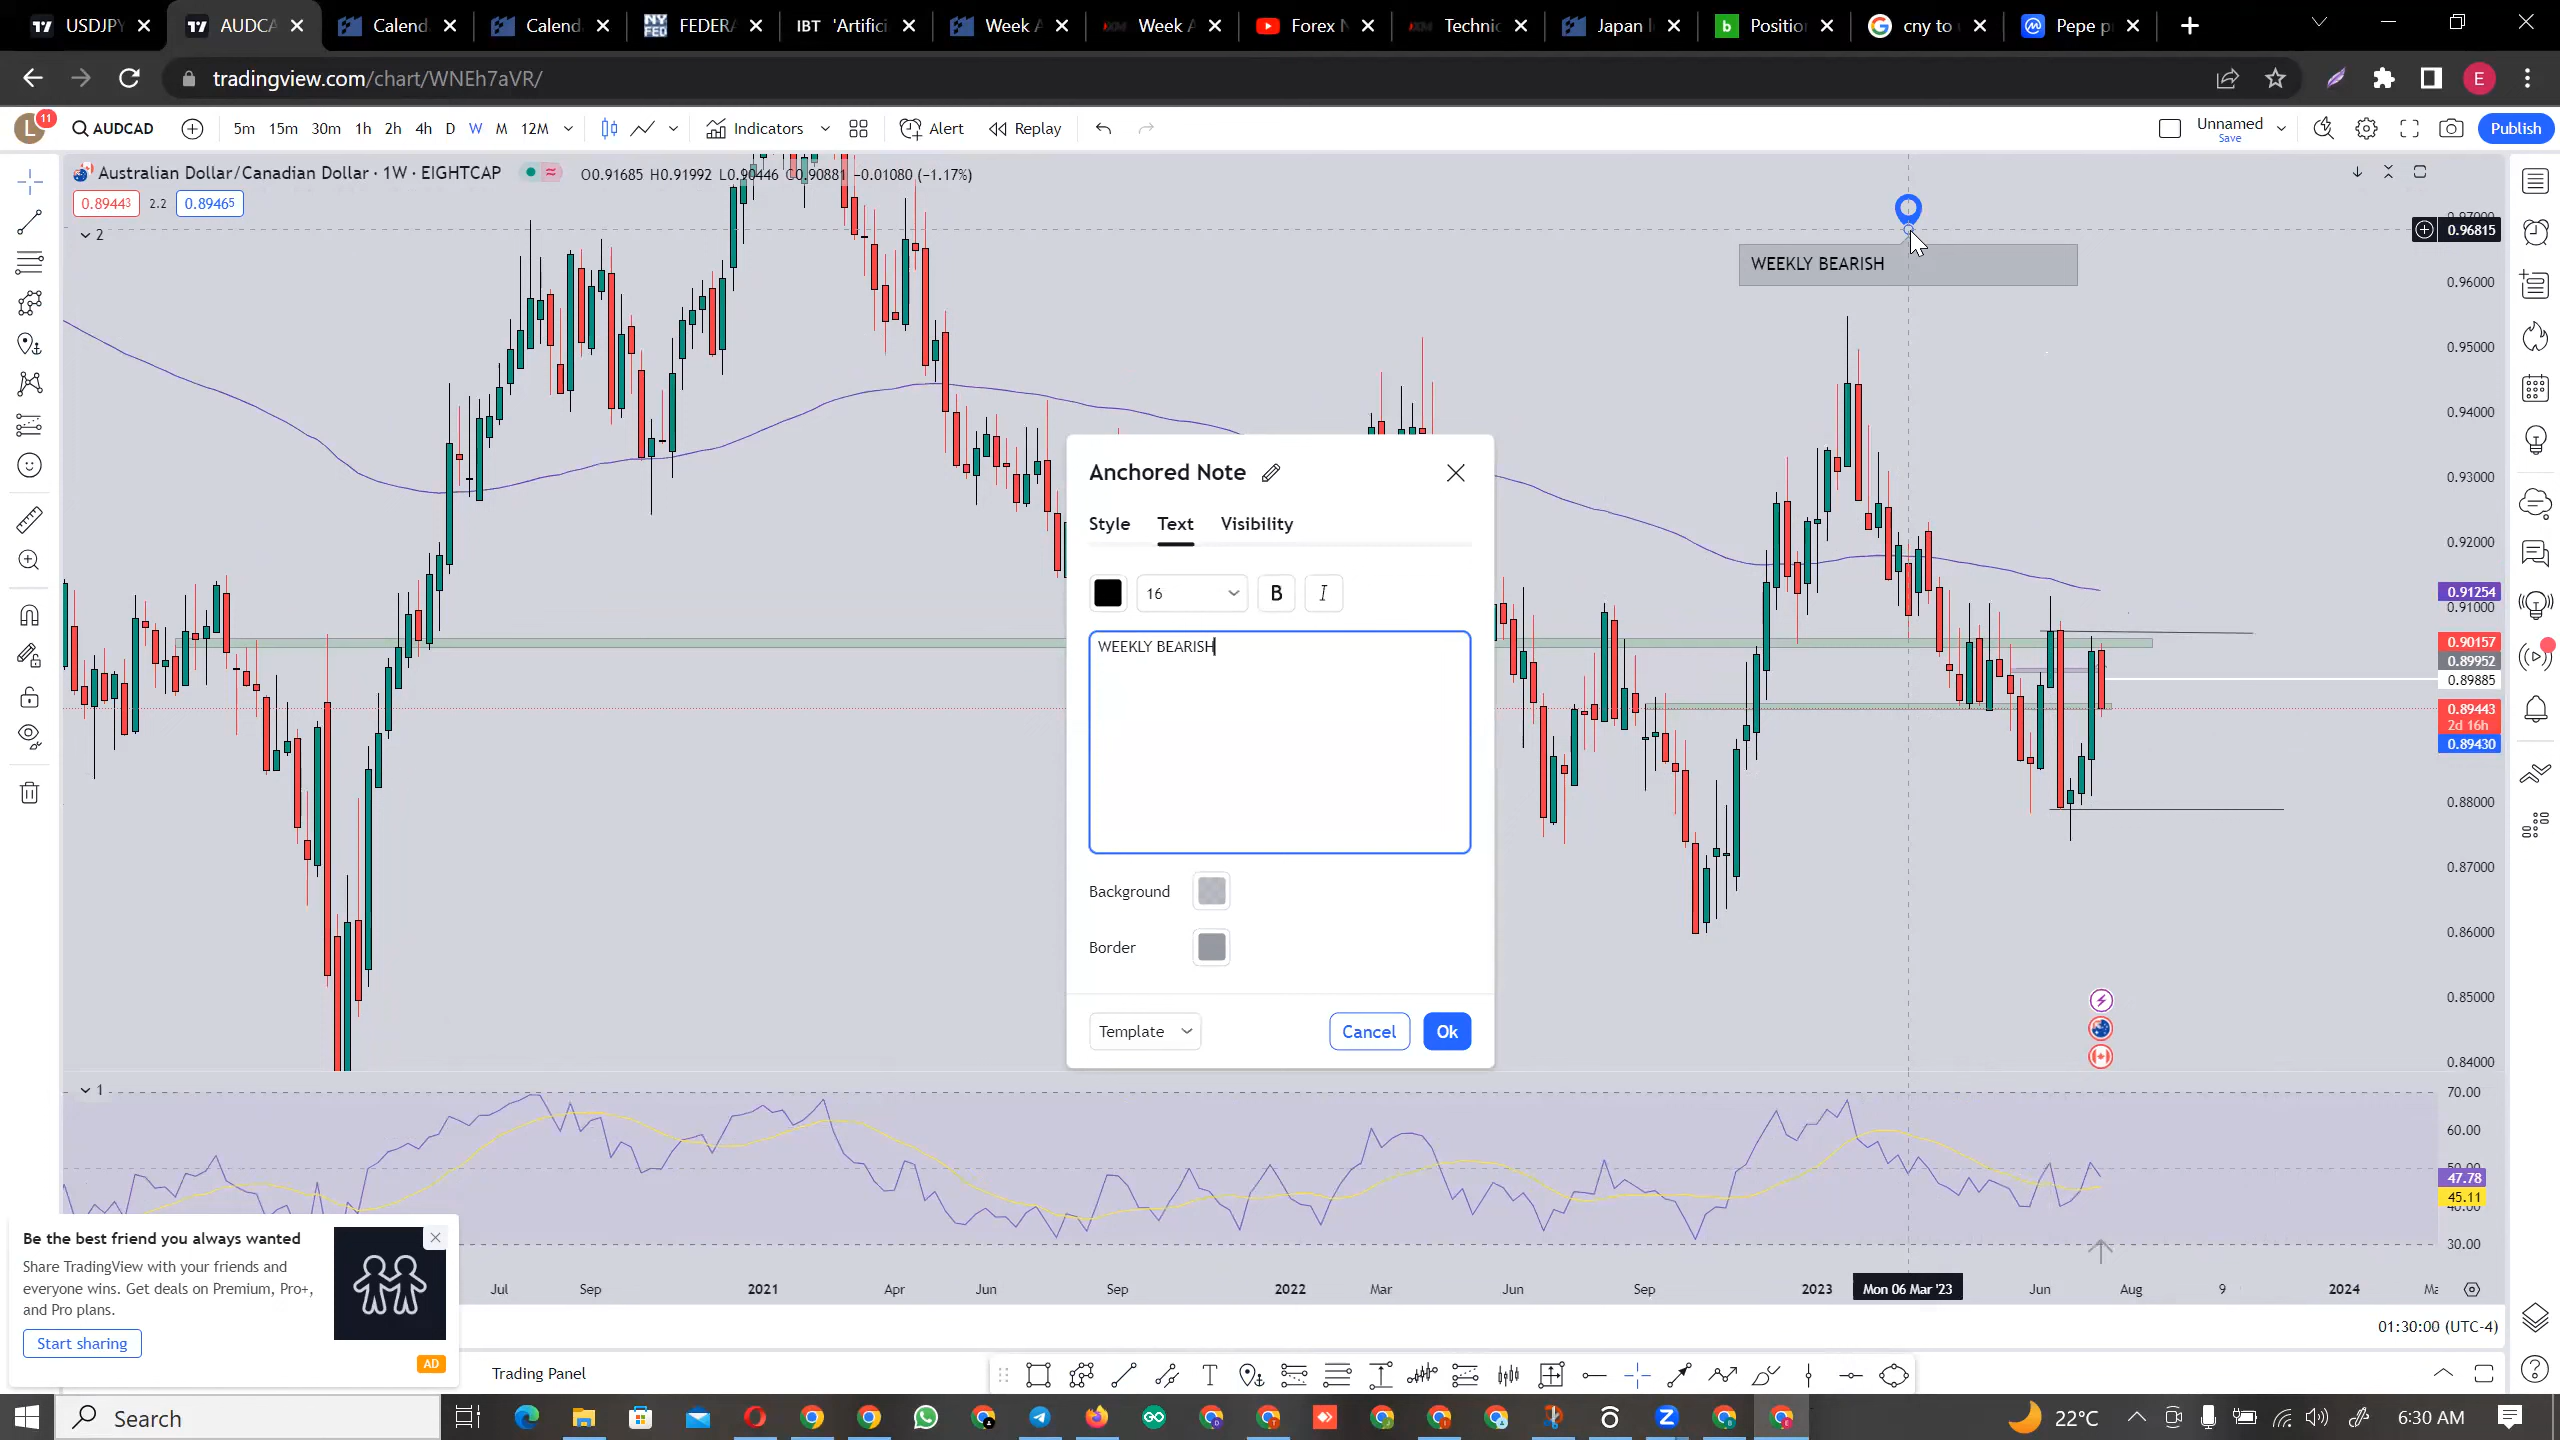 USDJPY
AUDCA
Calend
Calend
FEDERA
IBT 'Artifici
Week A
Week A
Forex N
Technic
Japan I
Positio
cny to
Pepe p
tradingview.com/chart/WNEh7aVR/
E
L 11
AUDCAD
5m 15m 30m 1h 2h 4h D W M 12M
Indicators
Alert
Replay
Unnamed
Save
Publish
Australian Dollar/Canadian Dollar · 1W · EIGHTCAP
O0.91685 H0.91992 L0.90446 C0.90881 −0.01080 (−1.17%)
0.89443 2.2 0.89465
2
WEEKLY BEARISH
0.96815
0.96000
0.95000
0.94000
0.93000
0.92000
0.91254
0.91000
0.90157
0.89952
0.89885
0.89443
2d 16h
0.89430
0.88000
0.87000
0.86000
0.85000
0.84000
Anchored Note
Style Text Visibility
16 B I
WEEKLY BEARISH
Background
Border
Template
Cancel
Ok
1
70.00
60.00
50.00
47.78
45.11
40.00
30.00
Jul Sep 2021 Apr Jun Sep 2022 Mar Jun Sep 2023 Mon 06 Mar '23 Jun Aug 9 2024
01:30:00 (UTC-4)
Be the best friend you always wanted
Share TradingView with your friends and
everyone wins. Get deals on Premium, Pro+,
and Pro plans.
Start sharing
AD
Trading Panel
Search
22°C
6:30 AM